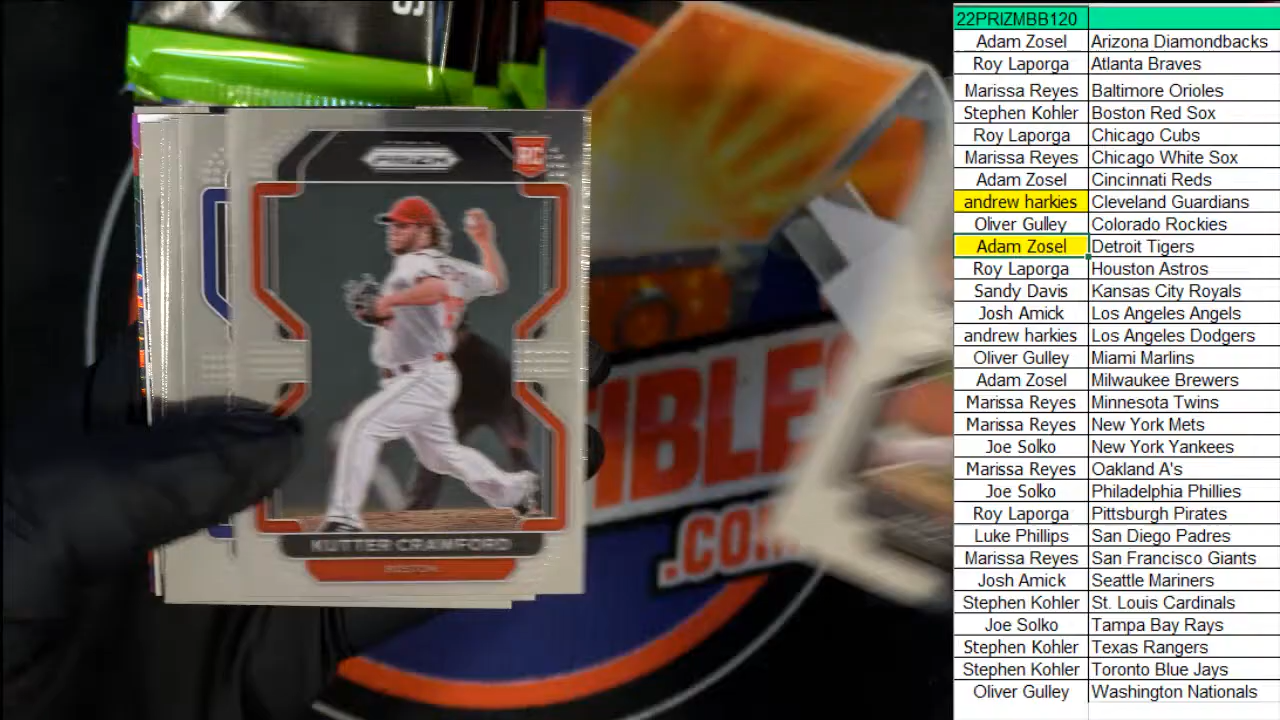 PRIZM
RC
KUTTER CRAWFORD
BOSTON
IBLES
.COM
22PRIZMBB120
Adam Zosel Arizona Diamondbacks
Roy Laporga Atlanta Braves
Marissa Reyes Baltimore Orioles
Stephen Kohler Boston Red Sox
Roy Laporga Chicago Cubs
Marissa Reyes Chicago White Sox
Adam Zosel Cincinnati Reds
andrew harkies Cleveland Guardians
Oliver Gulley Colorado Rockies
Adam Zosel Detroit Tigers
Roy Laporga Houston Astros
Sandy Davis Kansas City Royals
Josh Amick Los Angeles Angels
andrew harkies Los Angeles Dodgers
Oliver Gulley Miami Marlins
Adam Zosel Milwaukee Brewers
Marissa Reyes Minnesota Twins
Marissa Reyes New York Mets
Joe Solko New York Yankees
Marissa Reyes Oakland A's
Joe Solko Philadelphia Phillies
Roy Laporga Pittsburgh Pirates
Luke Phillips San Diego Padres
Marissa Reyes San Francisco Giants
Josh Amick Seattle Mariners
Stephen Kohler St. Louis Cardinals
Joe Solko Tampa Bay Rays
Stephen Kohler Texas Rangers
Stephen Kohler Toronto Blue Jays
Oliver Gulley Washington Nationals